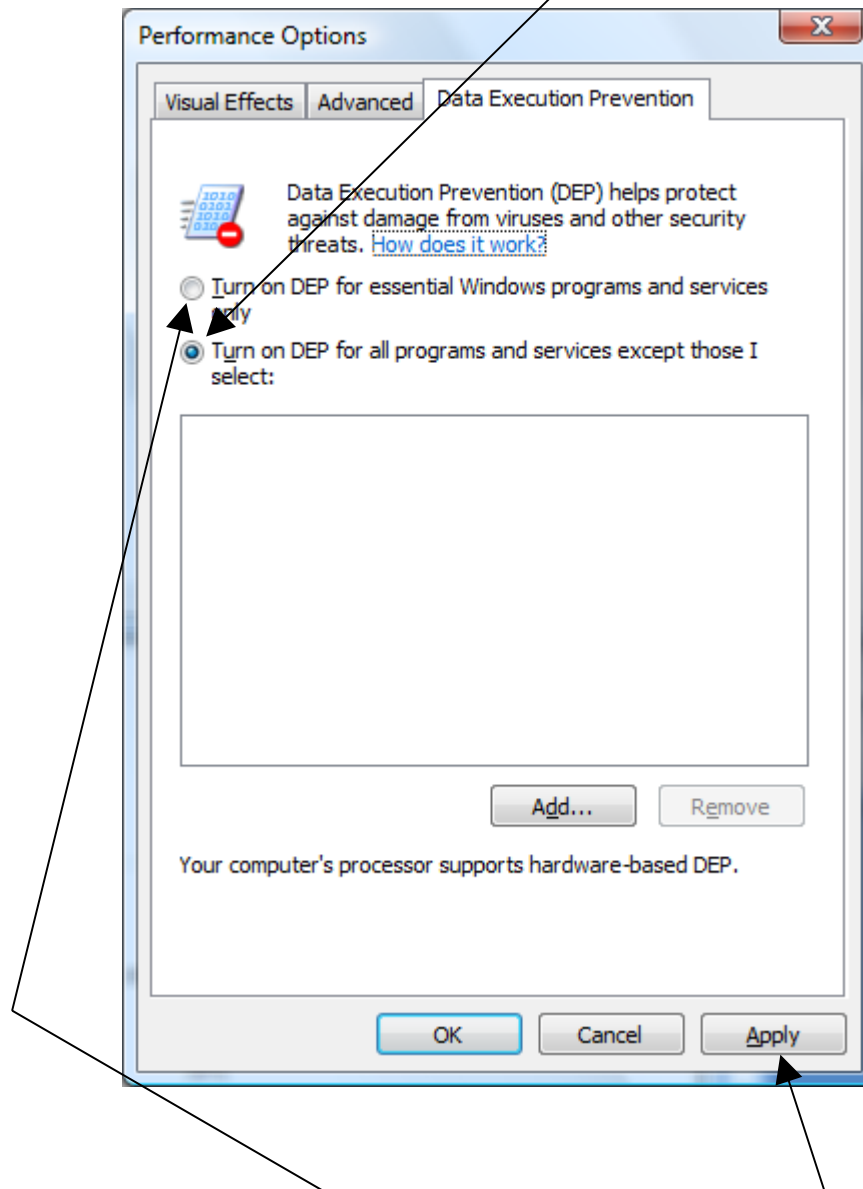 Performance Options
Visual Effects Advanced Data Execution Prevention
Data Execution Prevention (DEP) helps protect
against damage from viruses and other security
threats. How does it work?
Turn on DEP for essential Windows programs and services
only
Turn on DEP for all programs and services except those I
select:
Add... Remove
Your computer's processor supports hardware-based DEP.
OK Cancel Apply